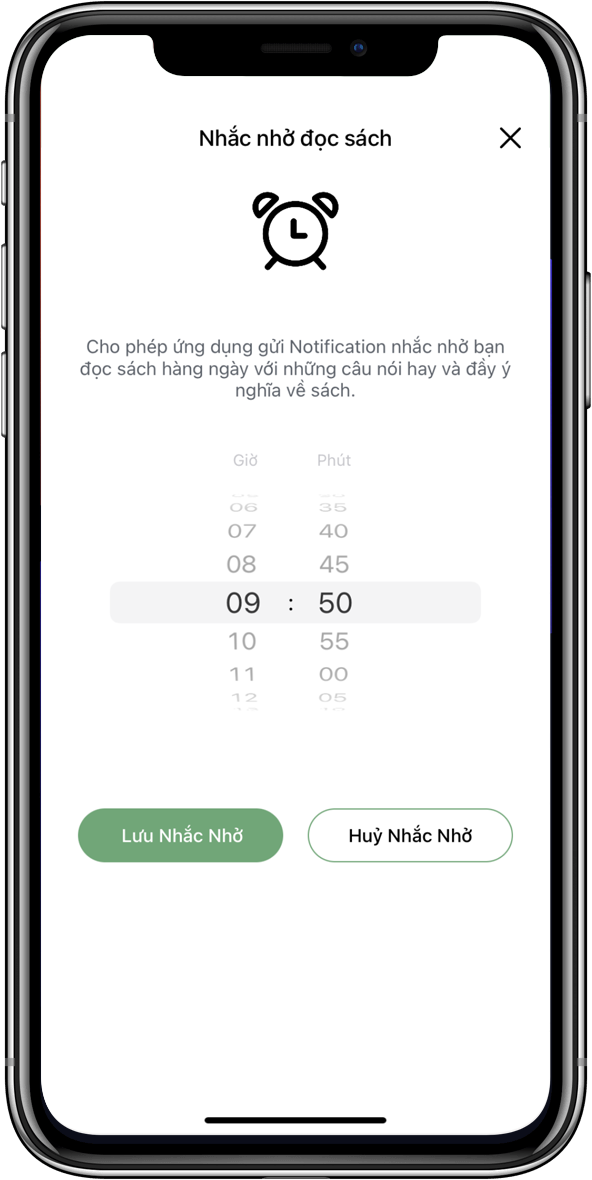 Nhắc nhở đọc sách
Cho phép ứng dụng gửi Notification nhắc nhở bạn
đọc sách hàng ngày với những câu nói hay và đầy ý
nghĩa về sách.
Giờ Phút
06 35
07 40
08 45
09 : 50
10 55
11 00
12 05
Lưu Nhắc Nhở Huỷ Nhắc Nhở